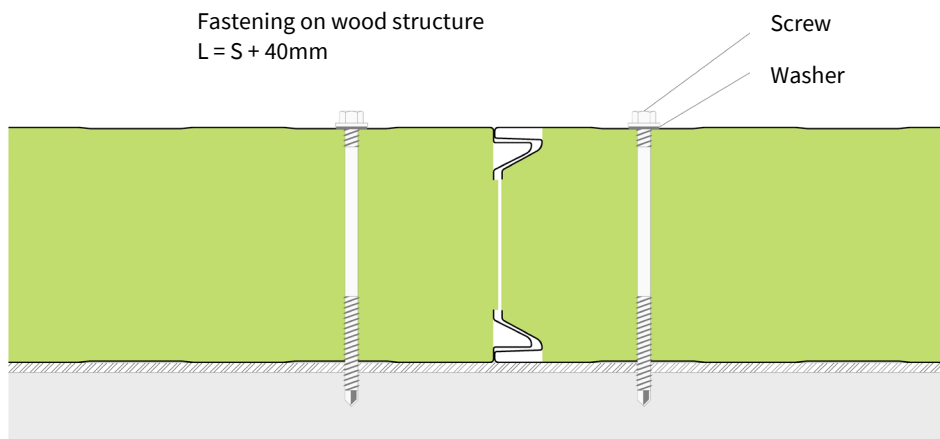 Fastening on wood structure
L = S + 40mm
Screw
Washer